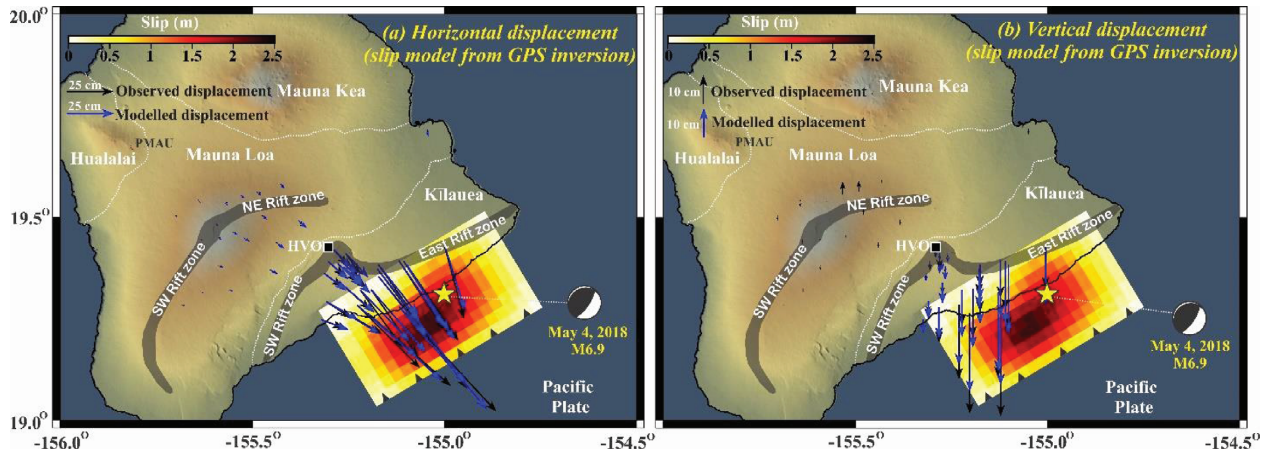 Slip (m)
0 0.5 1 1.5 2 2.5
(a) Horizontal displacement
(slip model from GPS inversion)
25 cm Observed displacement
25 cm Modelled displacement
Mauna Kea
PMAU
Hualalai
Mauna Loa
Kīlauea
NE Rift zone
HVO
East Rift zone
SW Rift zone
SW Rift zone
May 4, 2018
M6.9
Pacific
Plate
20.0°
19.5°
19.0°
-156.0° -155.5° -155.0° -154.5°
Slip (m)
0 0.5 1 1.5 2 2.5
(b) Vertical displacement
(slip model from GPS inversion)
10 cm Observed displacement
10 cm Modelled displacement
Mauna Kea
PMAU
Hualalai
Mauna Loa
Kīlauea
NE Rift zone
HVO
East Rift zone
SW Rift zone
SW Rift zone
May 4, 2018
M6.9
Pacific
Plate
-155.5° -155.0° -154.5°